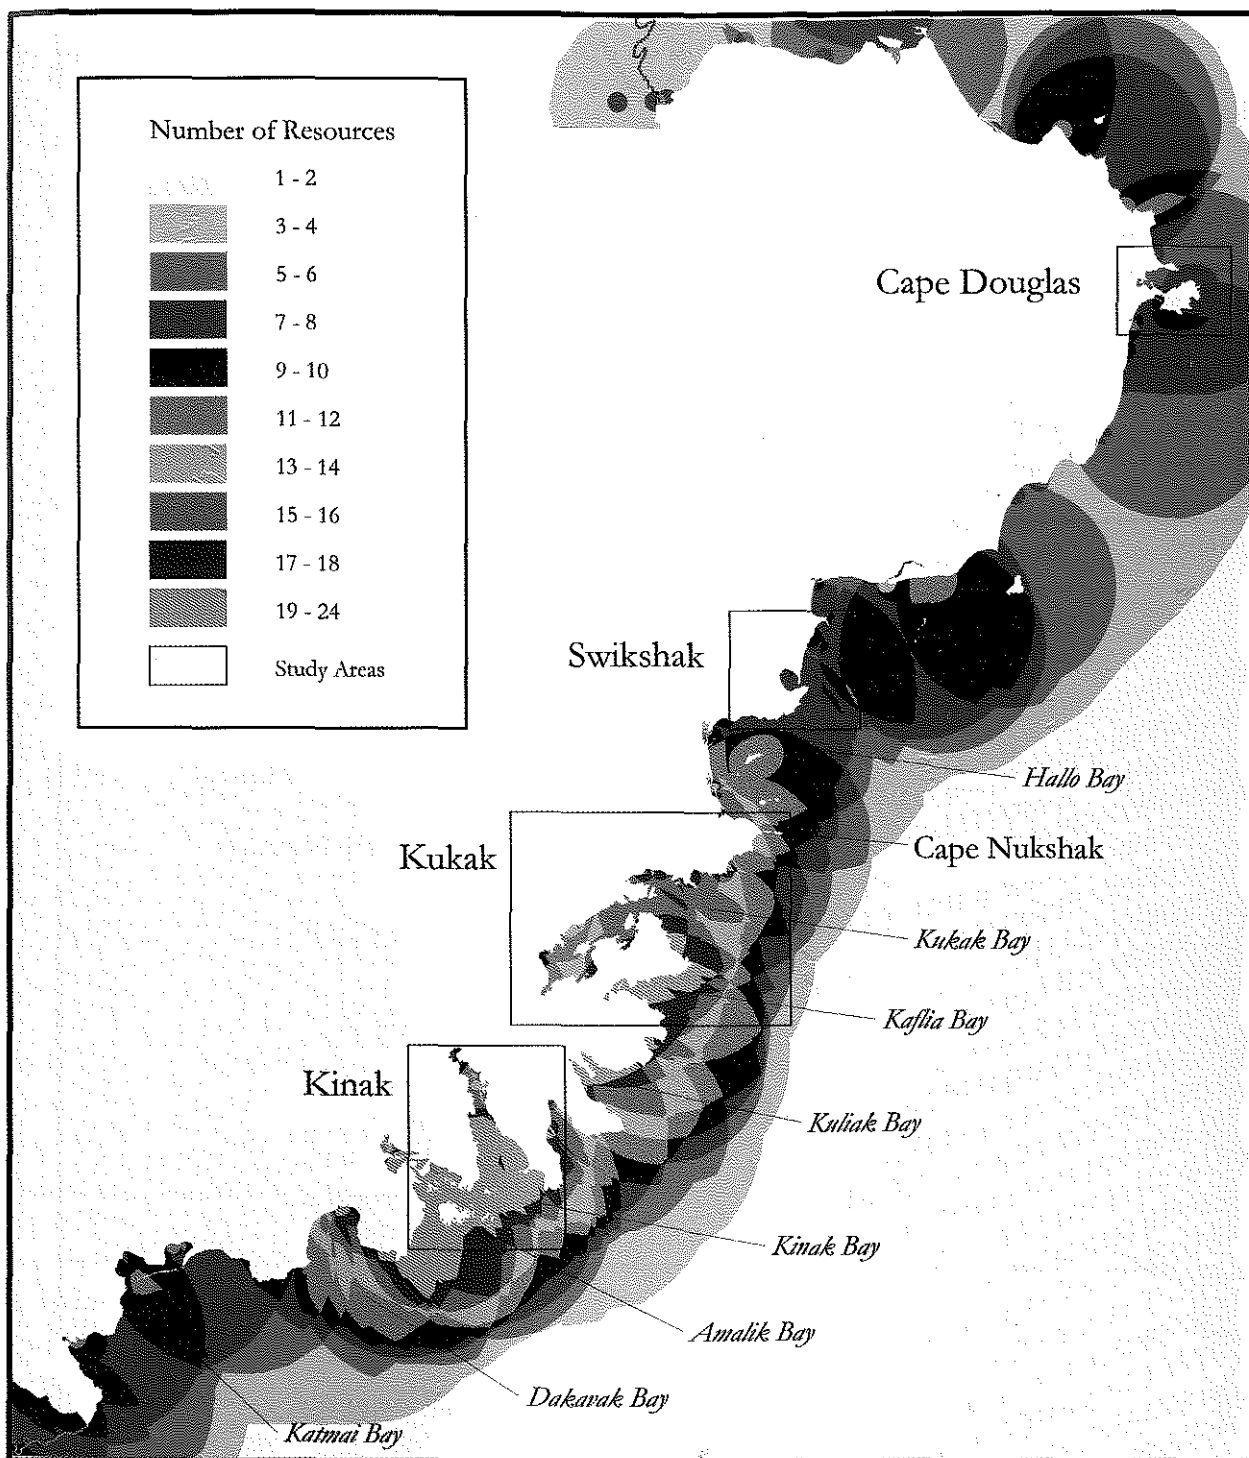 Number of Resources
1 - 2
3 - 4
5 - 6
7 - 8
9 - 10
11 - 12
13 - 14
15 - 16
17 - 18
19 - 24
Study Areas
Cape Douglas
Swikshak
Hallo Bay
Kukak
Cape Nukshak
Kukak Bay
Kaflia Bay
Kinak
Kuliak Bay
Kinak Bay
Amalik Bay
Dakavak Bay
Katmai Bay